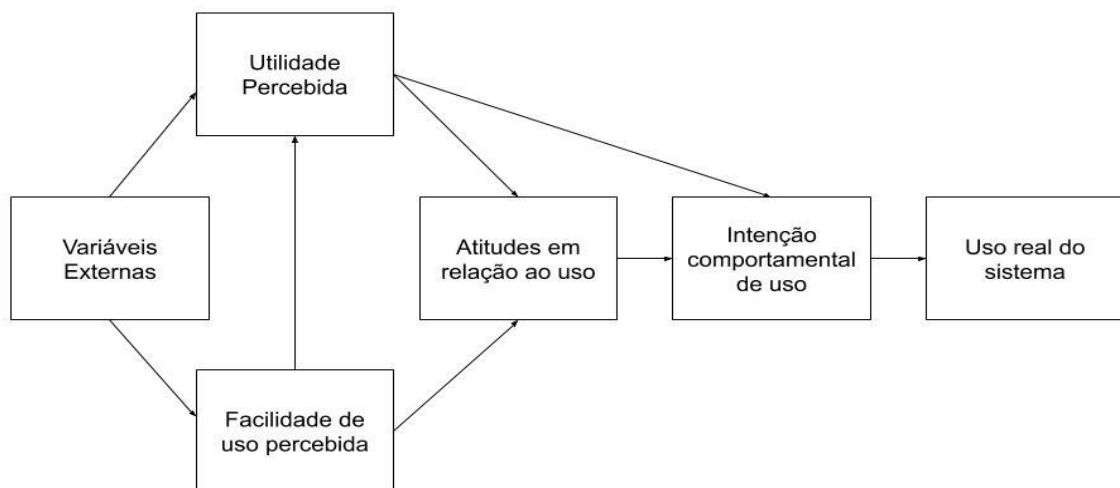 Utilidade
Percebida
Variáveis
Externas
Atitudes em
relação ao uso
Intenção
comportamental
de uso
Uso real do
sistema
Facilidade de
uso percebida